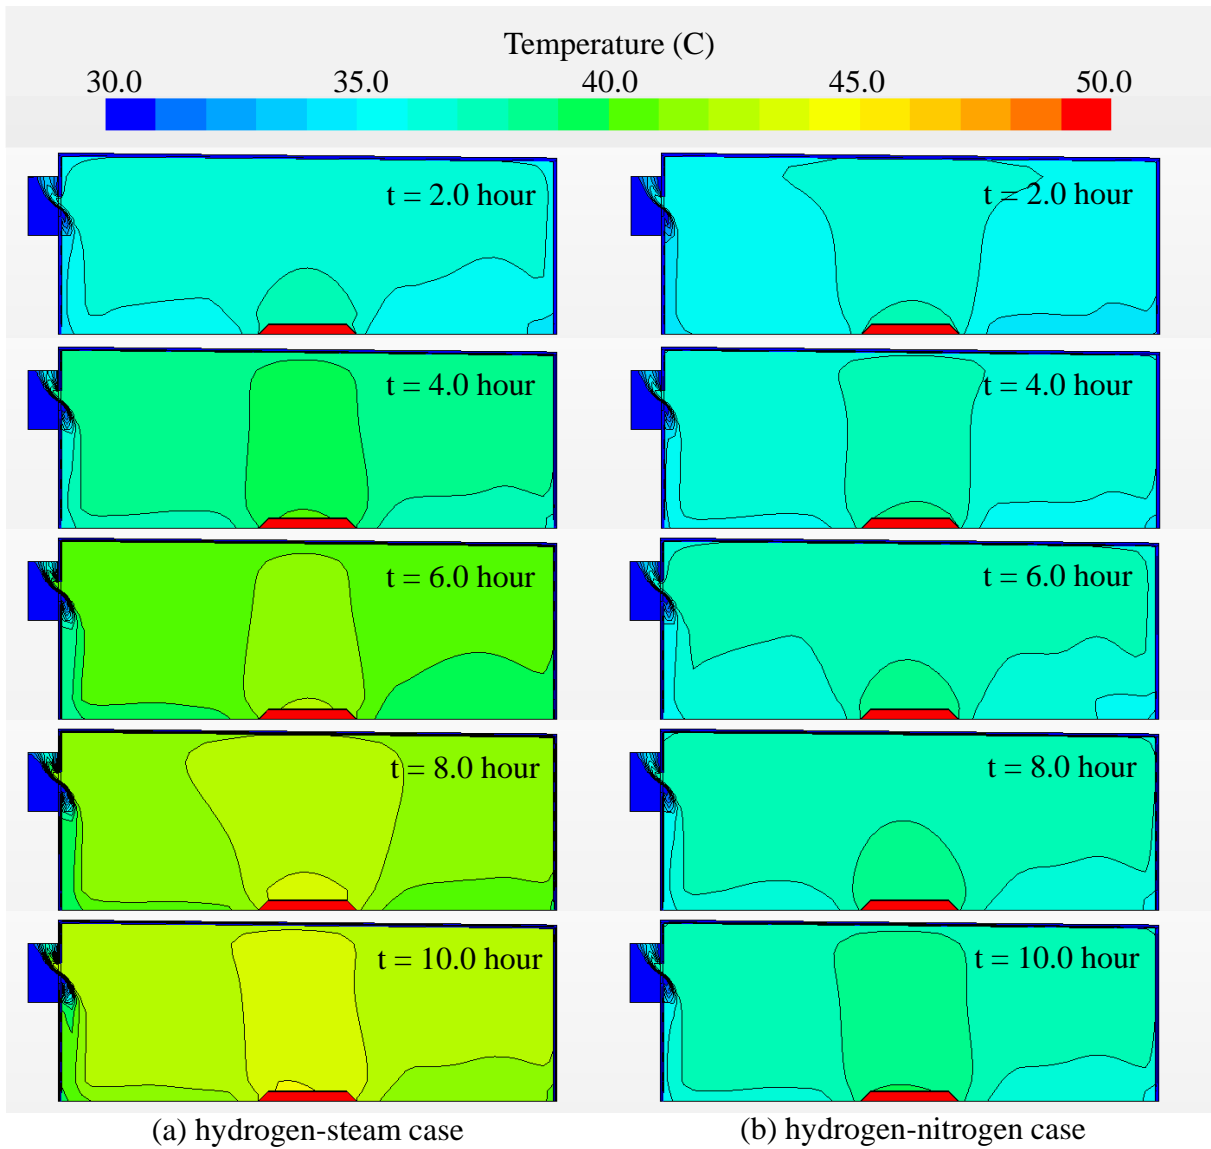 Temperature (C)
30.0 35.0 40.0 45.0 50.0
t = 2.0 hour
t = 2.0 hour
t = 4.0 hour
t = 4.0 hour
t = 6.0 hour
t = 6.0 hour
t = 8.0 hour
t = 8.0 hour
t = 10.0 hour
t = 10.0 hour
(a) hydrogen-steam case
(b) hydrogen-nitrogen case